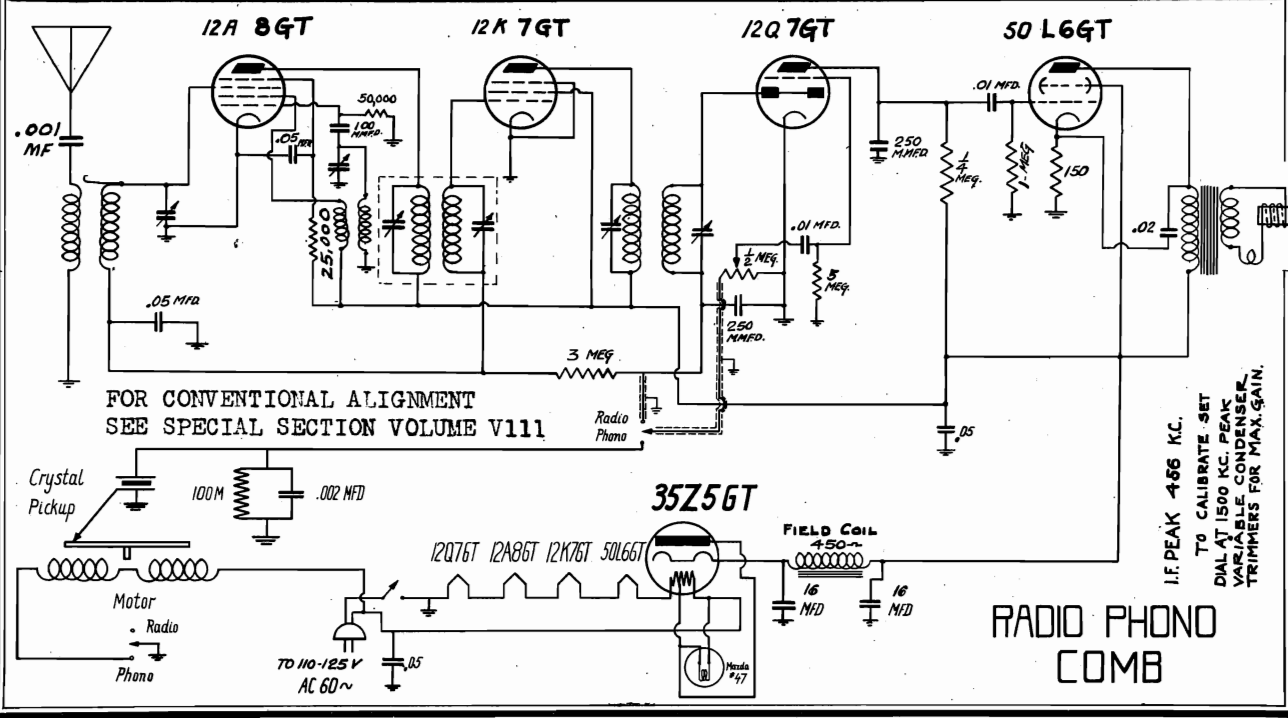 12A 8GT
12K 7GT
12Q 7GT
50 L6GT
.001
MF
50,000
100
MMFD.
.05 MFD.
25,000
.05 MFD.
.01 MFD.
250
M.MFD.
1/4
MEG.
1-MEG
150
.02
.01 MFD.
1/2 MEG.
5
MEG.
250
MMFD.
3 MEG
FOR CONVENTIONAL ALIGNMENT
SEE SPECIAL SECTION VOLUME V111
Radio
Phono
.05
Crystal
Pickup
100M
.002 MFD
35Z5GT
12Q7GT 12A8GT 12K7GT 50L6GT
FIELD COIL
450~
16
MFD
16
MFD
Motor
Radio
Phono
TO 110-125 V
AC 60~
.05
Mazda
#47
I.F. PEAK 456 K.C.
TO CALIBRATE SET
DIAL AT 1500 K.C. PEAK
VARIABLE CONDENSER
TRIMMERS FOR MAX. GAIN.
RADIO PHONO
COMB